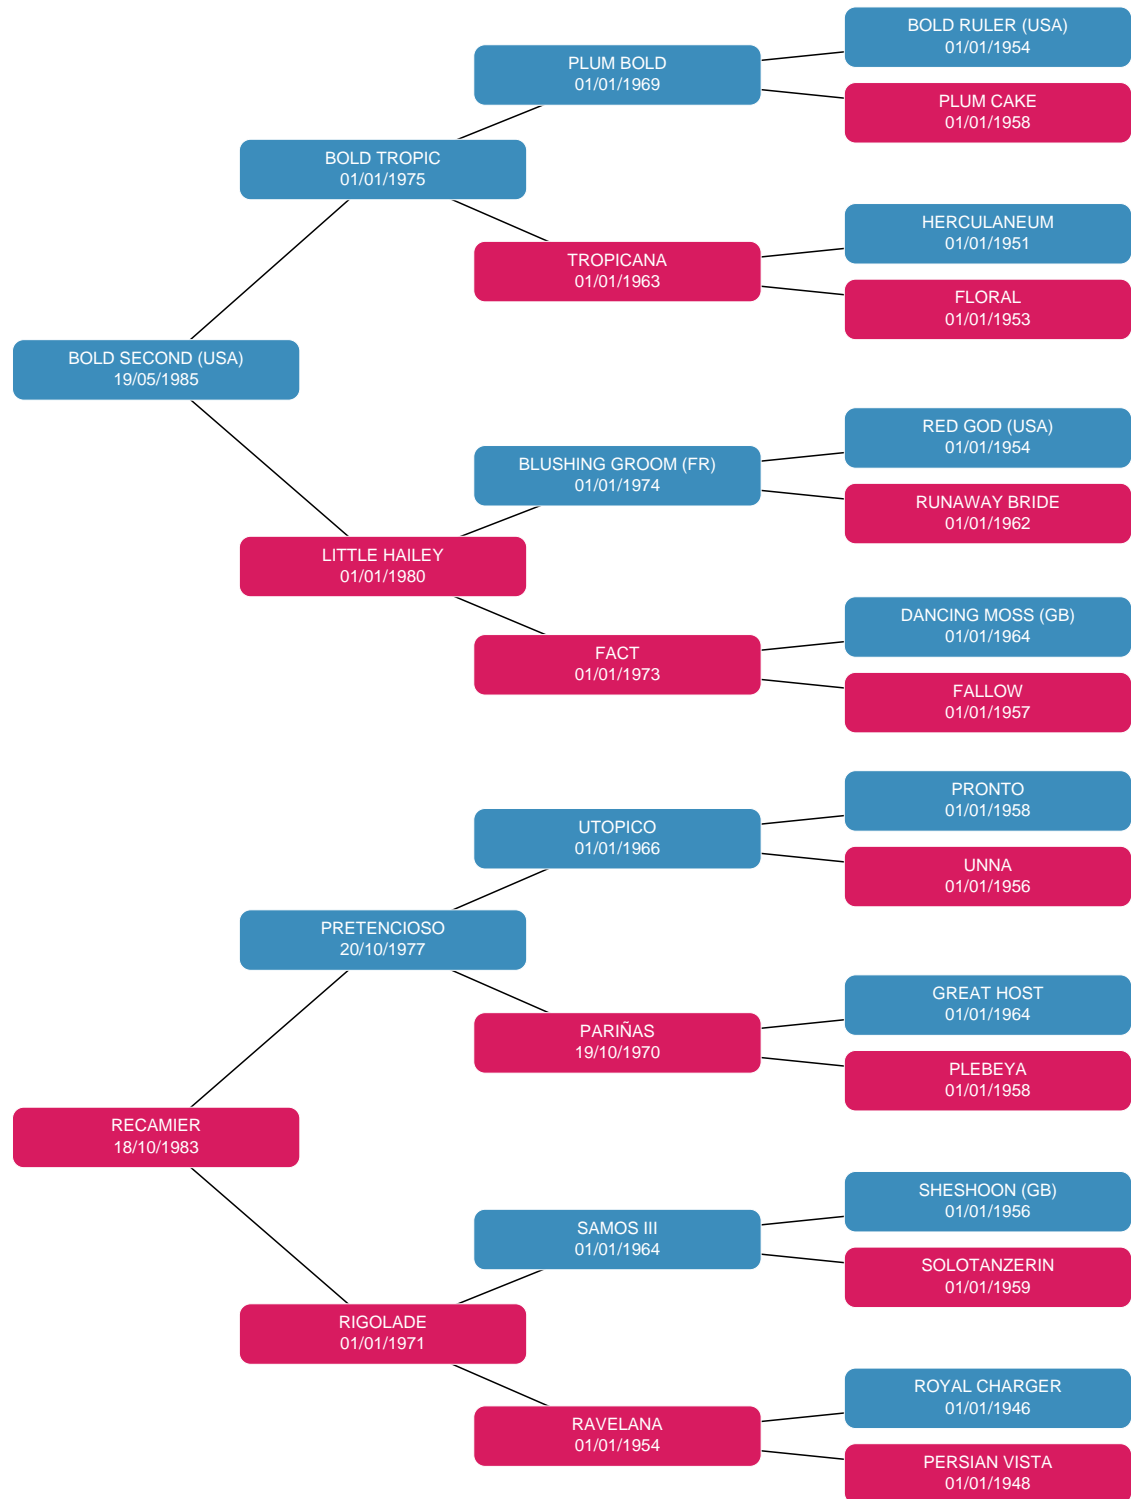 BOLD RULER (USA)
01/01/1954
PLUM BOLD
01/01/1969
PLUM CAKE
01/01/1958
BOLD TROPIC
01/01/1975
HERCULANEUM
01/01/1951
TROPICANA
01/01/1963
FLORAL
01/01/1953
BOLD SECOND (USA)
19/05/1985
RED GOD (USA)
01/01/1954
BLUSHING GROOM (FR)
01/01/1974
RUNAWAY BRIDE
01/01/1962
LITTLE HAILEY
01/01/1980
DANCING MOSS (GB)
01/01/1964
FACT
01/01/1973
FALLOW
01/01/1957
PRONTO
01/01/1958
UTOPICO
01/01/1966
UNNA
01/01/1956
PRETENCIOSO
20/10/1977
GREAT HOST
01/01/1964
PARIÑAS
19/10/1970
PLEBEYA
01/01/1958
RECAMIER
18/10/1983
SHESHOON (GB)
01/01/1956
SAMOS III
01/01/1964
SOLOTANZERIN
01/01/1959
RIGOLADE
01/01/1971
ROYAL CHARGER
01/01/1946
RAVELANA
01/01/1954
PERSIAN VISTA
01/01/1948